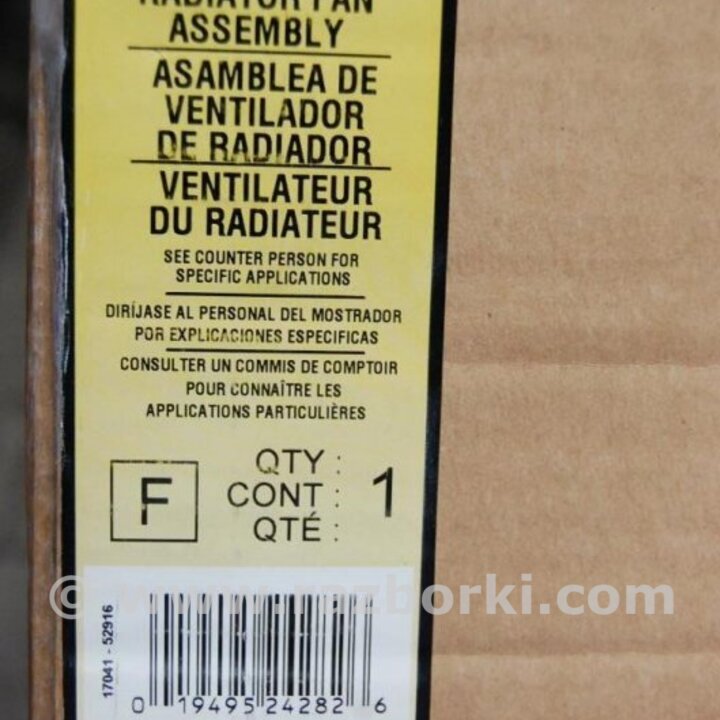 RADIATOR FAN
ASSEMBLY
ASAMBLEA DE
VENTILADOR
DE RADIADOR
VENTILATEUR
DU RADIATEUR
SEE COUNTER PERSON FOR
SPECIFIC APPLICATIONS
DIRÍJASE AL PERSONAL DEL MOSTRADOR
POR EXPLICACIONES ESPECIFICAS
CONSULTER UN COMMIS DE COMPTOIR
POUR CONNAÎTRE LES
APPLICATIONS PARTICULIÈRES
F
QTY :
CONT : 1
QTÉ :
© www.razborki.com
17041 - 52916
0 19495 24282 6